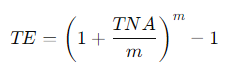 TE = (1 + TNA/m)^m − 1